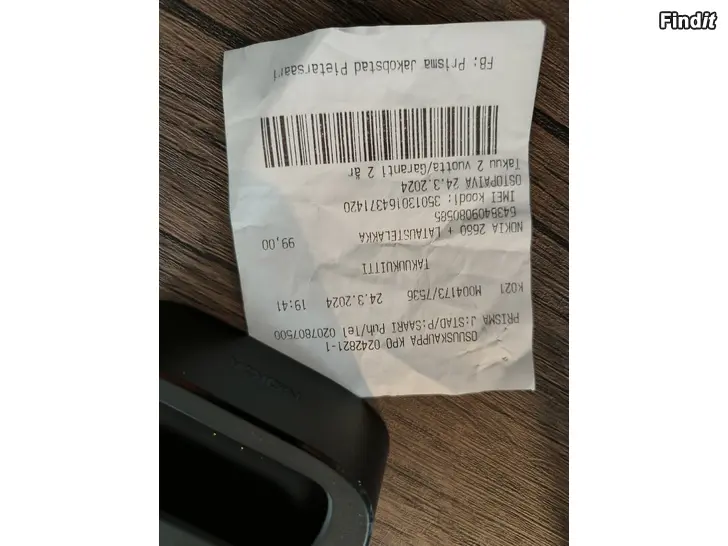 Findit
OSUUSKAUPPA KPO 0242821-1
PRISMA J:STAD/P:SAARI Puh/Tel 0207807500
K021 M004173/7536 24.3.2024 19:41
TAKUUKUITTI
NOKIA 2660 + LATAUSTELAKKA 99,00
6438409080585
IMEI koodi: 350130164371420
OSTOPAIVA 24.3.2024
Takuu 2 vuotta/Garanti 2 år
FB: Prisma Jakobstad Pietarsaari
NOKIA